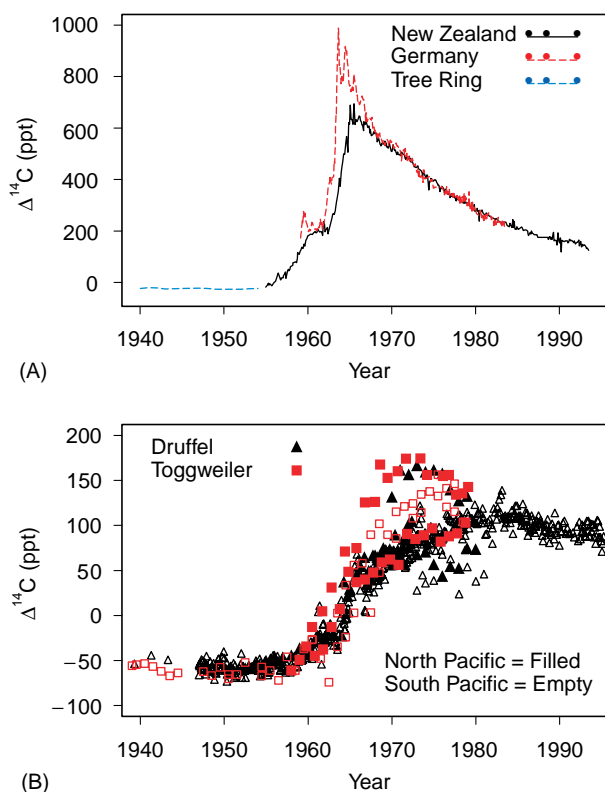 1000
800
600
400
200
0
Δ¹⁴C (ppt)
New Zealand
Germany
Tree Ring
1940 1950 1960 1970 1980 1990
Year
(A)
200
150
100
50
0
−50
−100
Δ¹⁴C (ppt)
Druffel
Toggweiler
North Pacific = Filled
South Pacific = Empty
1940 1950 1960 1970 1980 1990
Year
(B)